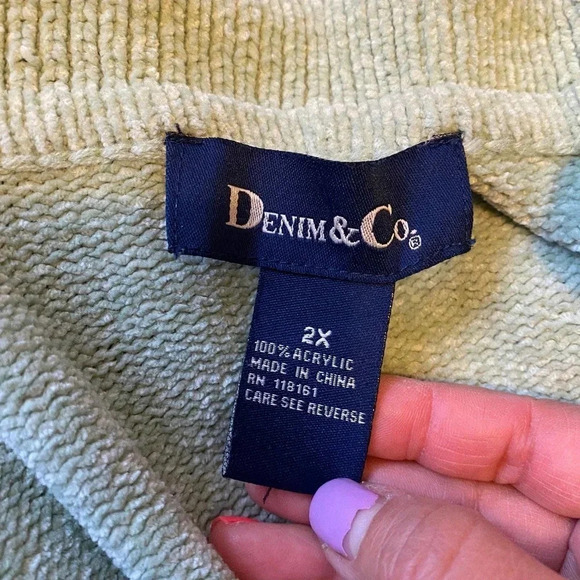 DENIM & Co.®
2X
100% ACRYLIC
MADE IN CHINA
RN 118161
CARE SEE REVERSE